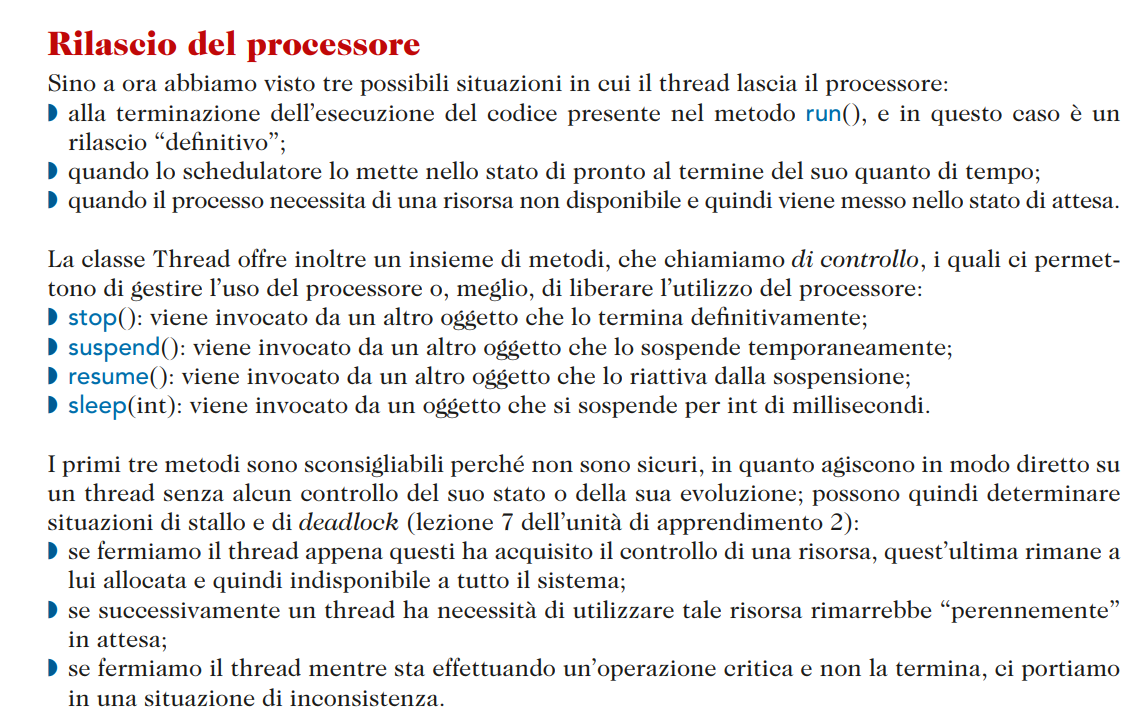 Rilascio del processore
Sino a ora abbiamo visto tre possibili situazioni in cui il thread lascia il processore:
◗ alla terminazione dell’esecuzione del codice presente nel metodo run(), e in questo caso è un
rilascio “definitivo”;
◗ quando lo schedulatore lo mette nello stato di pronto al termine del suo quanto di tempo;
◗ quando il processo necessita di una risorsa non disponibile e quindi viene messo nello stato di attesa.
La classe Thread offre inoltre un insieme di metodi, che chiamiamo di controllo, i quali ci permet-
tono di gestire l’uso del processore o, meglio, di liberare l’utilizzo del processore:
◗ stop(): viene invocato da un altro oggetto che lo termina definitivamente;
◗ suspend(): viene invocato da un altro oggetto che lo sospende temporaneamente;
◗ resume(): viene invocato da un altro oggetto che lo riattiva dalla sospensione;
◗ sleep(int): viene invocato da un oggetto che si sospende per int di millisecondi.
I primi tre metodi sono sconsigliabili perché non sono sicuri, in quanto agiscono in modo diretto su
un thread senza alcun controllo del suo stato o della sua evoluzione; possono quindi determinare
situazioni di stallo e di deadlock (lezione 7 dell’unità di apprendimento 2):
◗ se fermiamo il thread appena questi ha acquisito il controllo di una risorsa, quest’ultima rimane a
lui allocata e quindi indisponibile a tutto il sistema;
◗ se successivamente un thread ha necessità di utilizzare tale risorsa rimarrebbe “perennemente”
in attesa;
◗ se fermiamo il thread mentre sta effettuando un’operazione critica e non la termina, ci portiamo
in una situazione di inconsistenza.